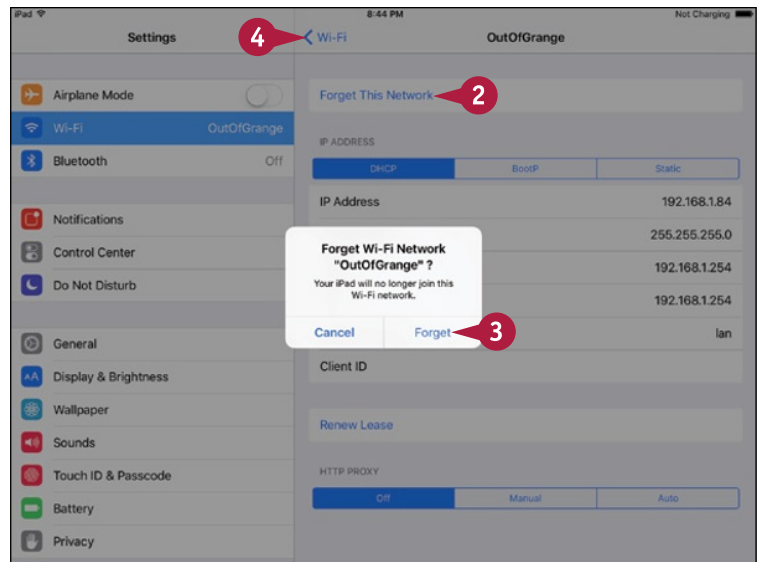 iPad 8:44 PM Not Charging
Settings
4
Wi-Fi
OutOfGrange
Airplane Mode
Wi-Fi OutOfGrange
Bluetooth Off
Notifications
Control Center
Do Not Disturb
General
Display & Brightness
Wallpaper
Sounds
Touch ID & Passcode
Battery
Privacy
Forget This Network
2
IP ADDRESS
DHCP BootP Static
IP Address 192.168.1.84
255.255.255.0
192.168.1.254
192.168.1.254
lan
Forget Wi-Fi Network
"OutOfGrange" ?
Your iPad will no longer join this
Wi-Fi network.
Cancel Forget
3
Client ID
Renew Lease
HTTP PROXY
Off Manual Auto